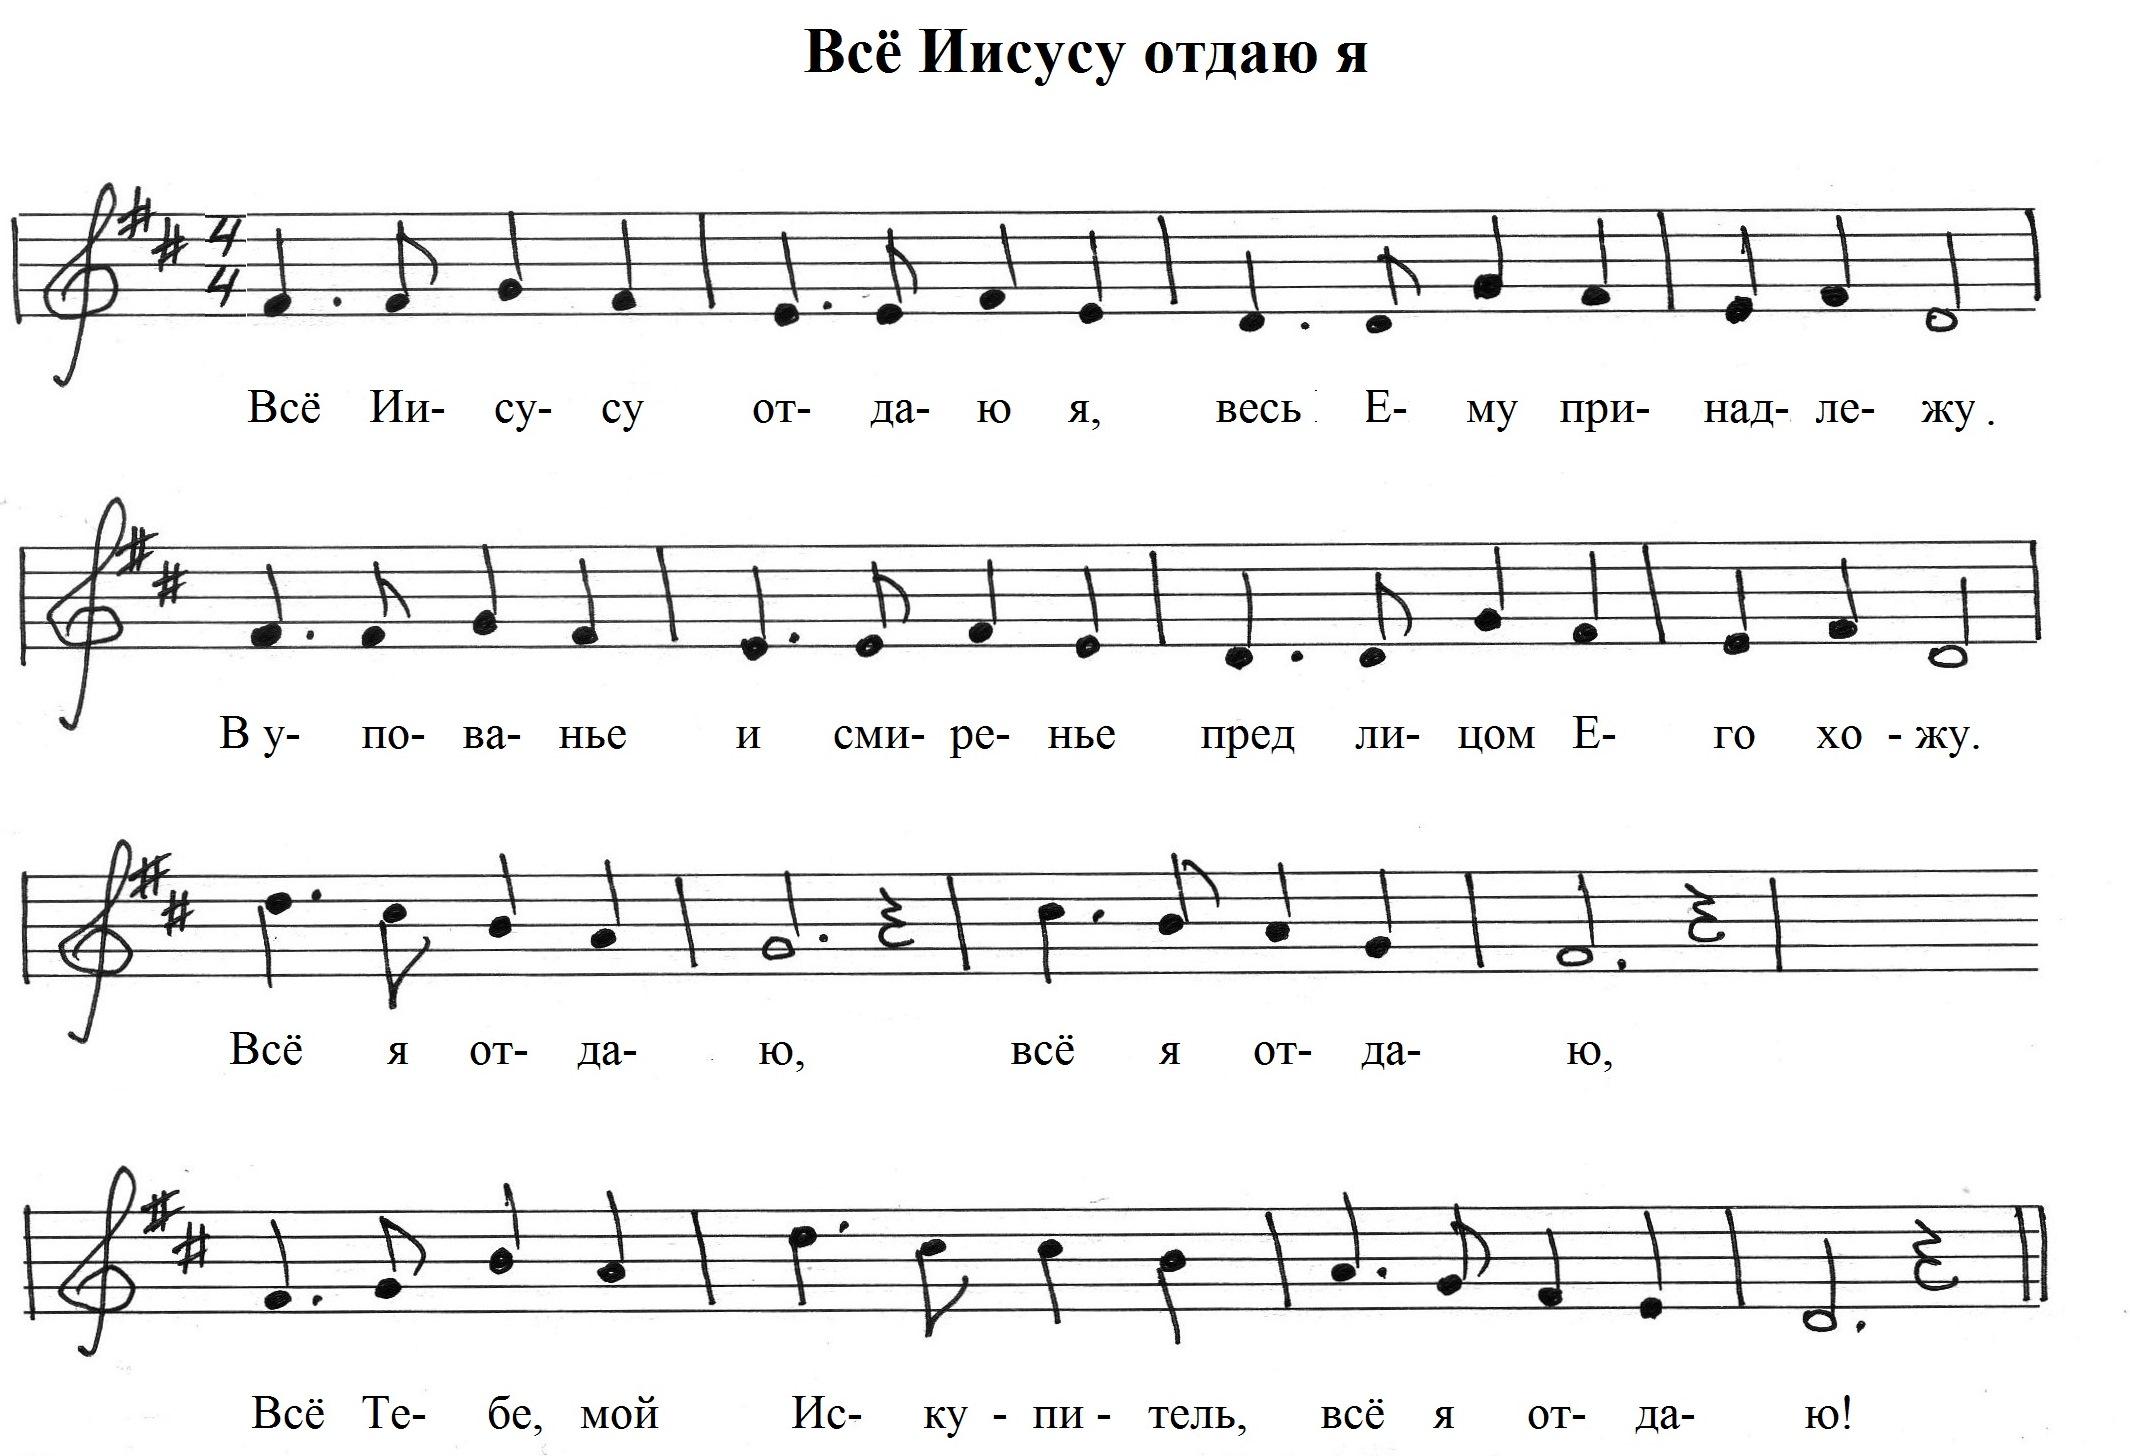 Всё Иисусу отдаю я
4
4
Всё Ии- су- су от- да- ю я, весь Е- му при- над- ле- жу.
В у- по- ва- нье и сми- ре- нье пред ли- цом Е- го хо - жу.
Всё я от- да- ю, всё я от- да- ю,
Всё Те- бе, мой Ис- ку - пи - тель, всё я от- да- ю!